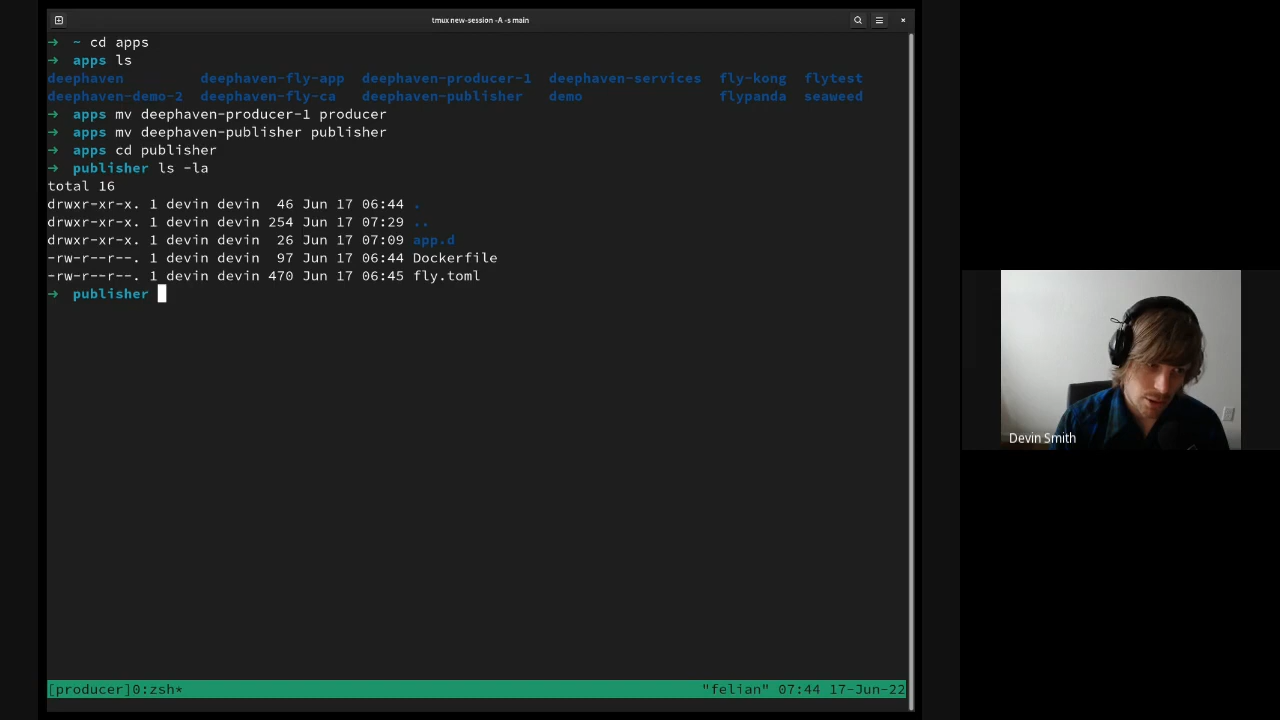 tmux new-session -A -s main
→ ~ cd apps
→ apps ls
deephaven deephaven-fly-app deephaven-producer-1 deephaven-services fly-kong flytest
deephaven-demo-2 deephaven-fly-ca deephaven-publisher demo flypanda seaweed
→ apps mv deephaven-producer-1 producer
→ apps mv deephaven-publisher publisher
→ apps cd publisher
→ publisher ls -la
total 16
drwxr-xr-x. 1 devin devin 46 Jun 17 06:44 .
drwxr-xr-x. 1 devin devin 254 Jun 17 07:29 ..
drwxr-xr-x. 1 devin devin 26 Jun 17 07:09 app.d
-rw-r--r--. 1 devin devin 97 Jun 17 06:44 Dockerfile
-rw-r--r--. 1 devin devin 470 Jun 17 06:45 fly.toml
→ publisher
Devin Smith
[producer]0:zsh* "felian" 07:44 17-Jun-22